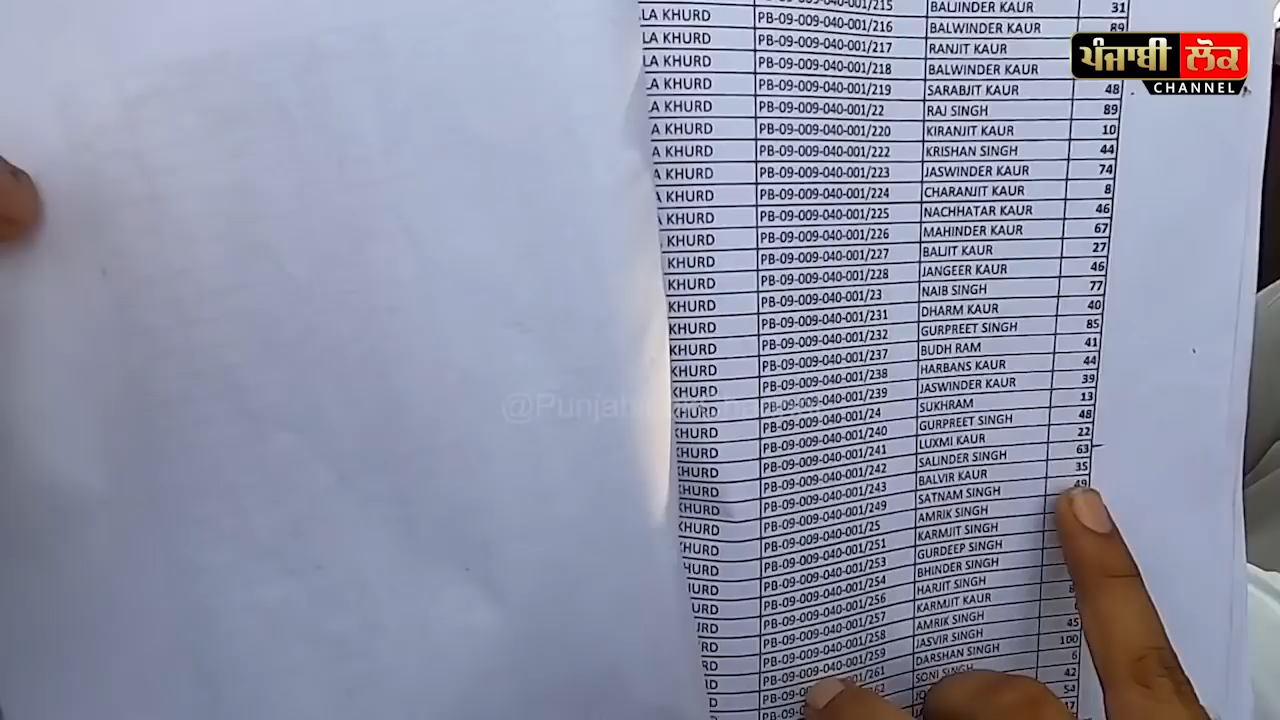 PB-09-009-040-001/215 BALJINDER KAUR 31
LA KHURD PB-09-009-040-001/216 BALWINDER KAUR 89
LA KHURD PB-09-009-040-001/217 RANJIT KAUR
LA KHURD PB-09-009-040-001/218 BALWINDER KAUR
LA KHURD PB-09-009-040-001/219 SARABJIT KAUR 48
A KHURD PB-09-009-040-001/22 RAJ SINGH 89
A KHURD PB-09-009-040-001/220 KIRANJIT KAUR 10
A KHURD PB-09-009-040-001/222 KRISHAN SINGH 44
A KHURD PB-09-009-040-001/223 JASWINDER KAUR 74
A KHURD PB-09-009-040-001/224 CHARANJIT KAUR 8
A KHURD PB-09-009-040-001/225 NACHHATAR KAUR 46
KHURD PB-09-009-040-001/226 MAHINDER KAUR 67
KHURD PB-09-009-040-001/227 BALJIT KAUR 27
KHURD PB-09-009-040-001/228 JANGEER KAUR 46
KHURD PB-09-009-040-001/23 NAIB SINGH 77
KHURD PB-09-009-040-001/231 DHARM KAUR 40
KHURD PB-09-009-040-001/232 GURPREET SINGH 85
KHURD PB-09-009-040-001/237 BUDH RAM 41
KHURD PB-09-009-040-001/238 HARBANS KAUR 44
KHURD PB-09-009-040-001/239 JASWINDER KAUR 39
KHURD PB-09-009-040-001/24 SUKHRAM 13
KHURD PB-09-009-040-001/240 GURPREET SINGH 48
KHURD PB-09-009-040-001/241 LUXMI KAUR 22
KHURD PB-09-009-040-001/242 SALINDER SINGH 63
KHURD PB-09-009-040-001/243 BALVIR KAUR 35
KHURD PB-09-009-040-001/249 SATNAM SINGH 49
HURD PB-09-009-040-001/25 AMRIK SINGH
HURD PB-09-009-040-001/251 KARMJIT SINGH
URD PB-09-009-040-001/253 GURDEEP SINGH
URD PB-09-009-040-001/254 BHINDER SINGH
RD PB-09-009-040-001/256 HARJIT SINGH
RD PB-09-009-040-001/257 KARMJIT KAUR
RD PB-09-009-040-001/258 AMRIK SINGH 45
D PB-09-009-040-001/259 JASVIR SINGH 100
D PB-09-009-040-001/261 DARSHAN SINGH 6
SONI SINGH 42
54
ਪੰਜਾਬੀ ਲੋਕ
CHANNEL